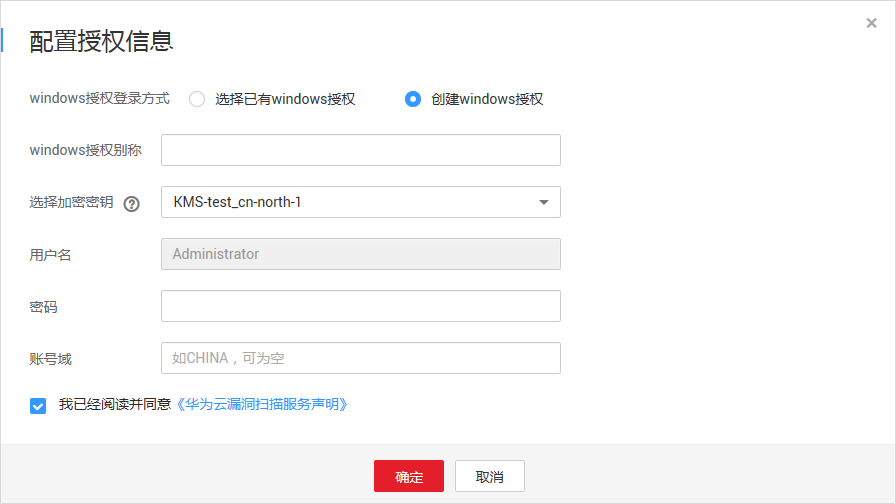 配置授权信息
windows授权登录方式 选择已有windows授权 创建windows授权
windows授权别称
选择加密密钥 ? KMS-test_cn-north-1
用户名 Administrator
密码
账号域 如CHINA，可为空
我已经阅读并同意《华为云漏洞扫描服务声明》
确定 取消